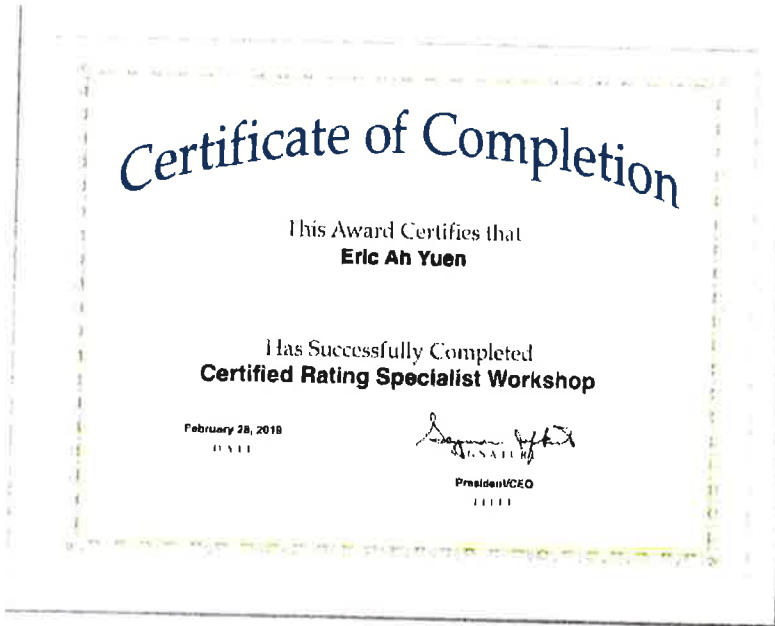 Certificate of Completion
This Award Certifies that
Eric Ah Yuen
Has Successfully Completed
Certified Rating Specialist Workshop
February 28, 2019
DATE
SIGNATURE
President/CEO
TITLE